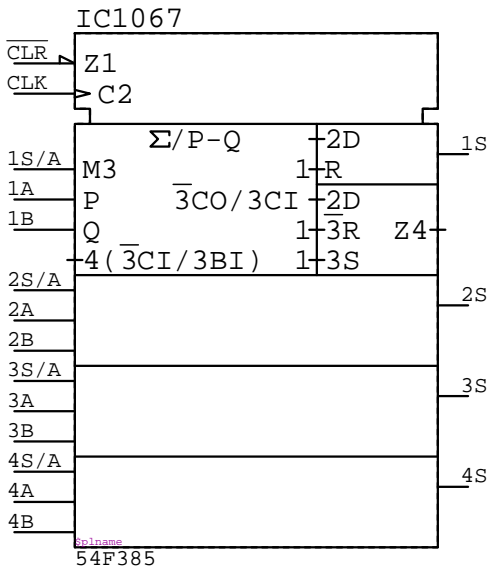 IC1067
CLR
Z1
CLK
C2
Σ/P-Q
2D
1S
1S/A
M3
1
R
1A
P
3CO/3CI
2D
1B
Q
1
3R
Z4
4(3CI/3BI)
1
3S
2S/A
2S
2A
2B
3S/A
3S
3A
3B
4S/A
4S
4A
4B
$plname
54F385